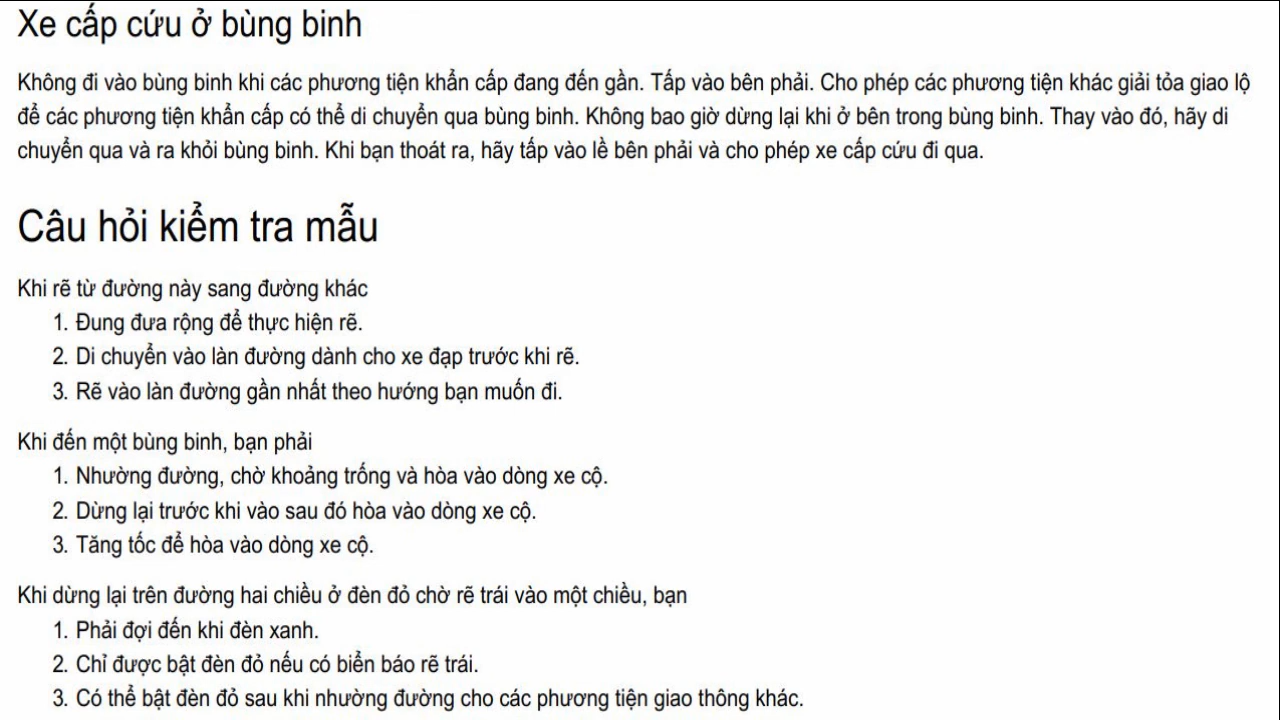 Xe cấp cứu ở bùng binh
Không đi vào bùng binh khi các phương tiện khẩn cấp đang đến gần. Tấp vào bên phải. Cho phép các phương tiện khác giải tỏa giao lộ
để các phương tiện khẩn cấp có thể di chuyển qua bùng binh. Không bao giờ dừng lại khi ở bên trong bùng binh. Thay vào đó, hãy di
chuyển qua và ra khỏi bùng binh. Khi bạn thoát ra, hãy tấp vào lề bên phải và cho phép xe cấp cứu đi qua.
Câu hỏi kiểm tra mẫu
Khi rẽ từ đường này sang đường khác
1. Đung đưa rộng để thực hiện rẽ.
2. Di chuyển vào làn đường dành cho xe đạp trước khi rẽ.
3. Rẽ vào làn đường gần nhất theo hướng bạn muốn đi.
Khi đến một bùng binh, bạn phải
1. Nhường đường, chờ khoảng trống và hòa vào dòng xe cộ.
2. Dừng lại trước khi vào sau đó hòa vào dòng xe cộ.
3. Tăng tốc để hòa vào dòng xe cộ.
Khi dừng lại trên đường hai chiều ở đèn đỏ chờ rẽ trái vào một chiều, bạn
1. Phải đợi đến khi đèn xanh.
2. Chỉ được bật đèn đỏ nếu có biển báo rẽ trái.
3. Có thể bật đèn đỏ sau khi nhường đường cho các phương tiện giao thông khác.